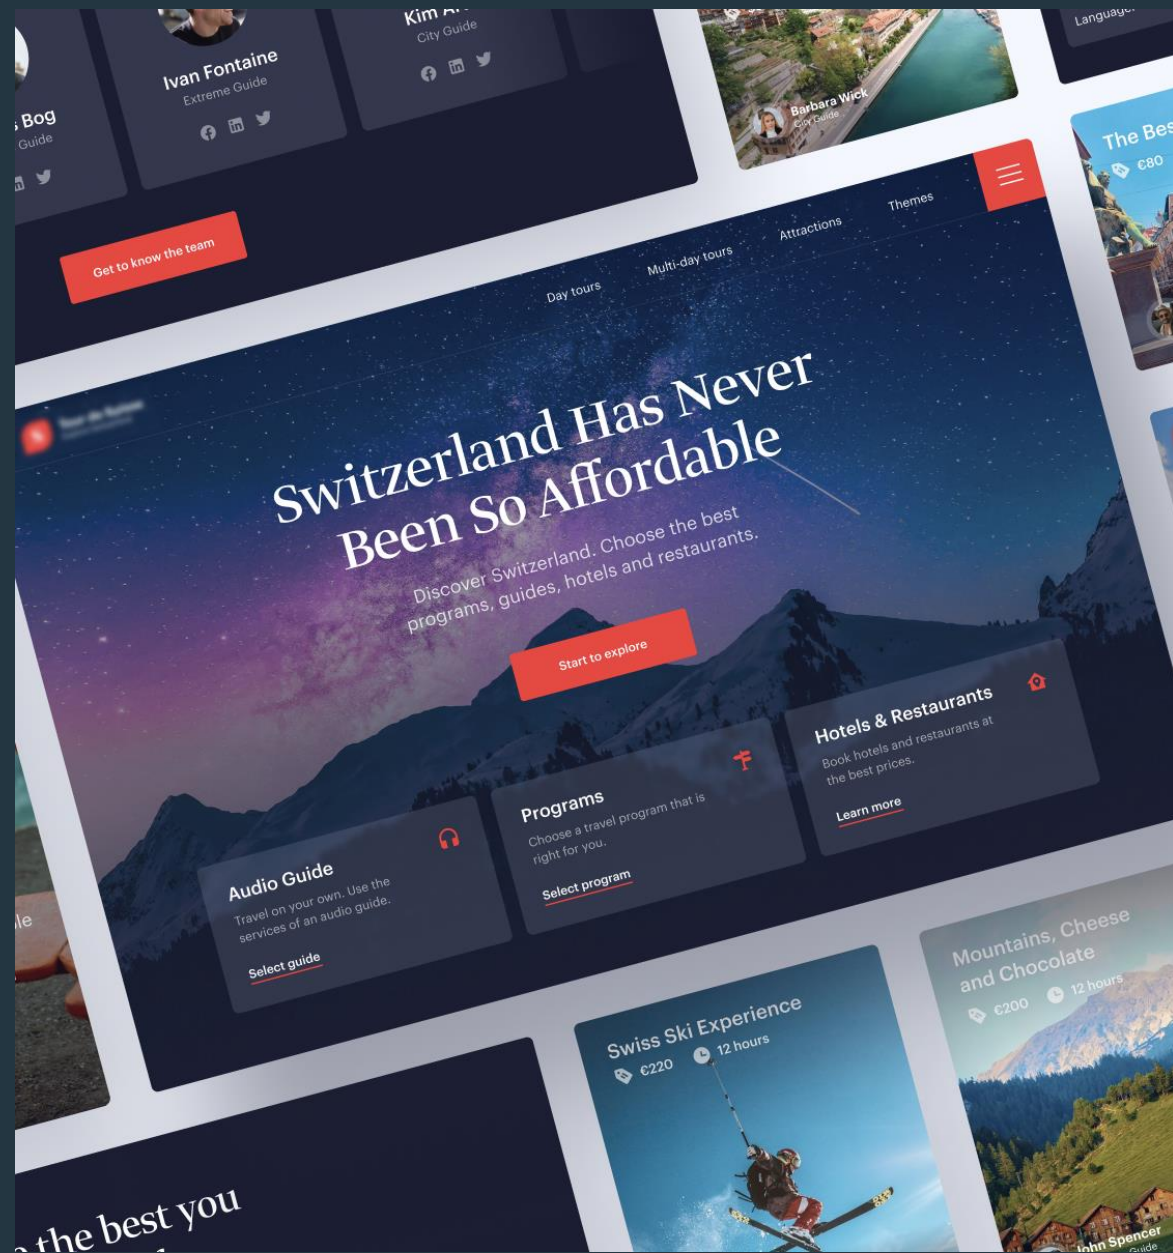 Kim
City Guide
Ivan Fontaine
Extreme Guide
Bog
Guide
Get to know the team
Barbara Wick
City Guide
Language
The Bes
€80
Day tours
Multi-day tours
Attractions
Themes
Switzerland Has Never
Been So Affordable
Discover Switzerland. Choose the best
programs, guides, hotels and restaurants.
Start to explore
Audio Guide
Travel on your own. Use the
services of an audio guide.
Select guide
Programs
Choose a travel program that is
right for you.
Select program
Hotels & Restaurants
Book hotels and restaurants at
the best prices.
Learn more
Swiss Ski Experience
€220 12 hours
Mountains, Cheese
and Chocolate
€200 12 hours
John Spencer
Guide
the best you